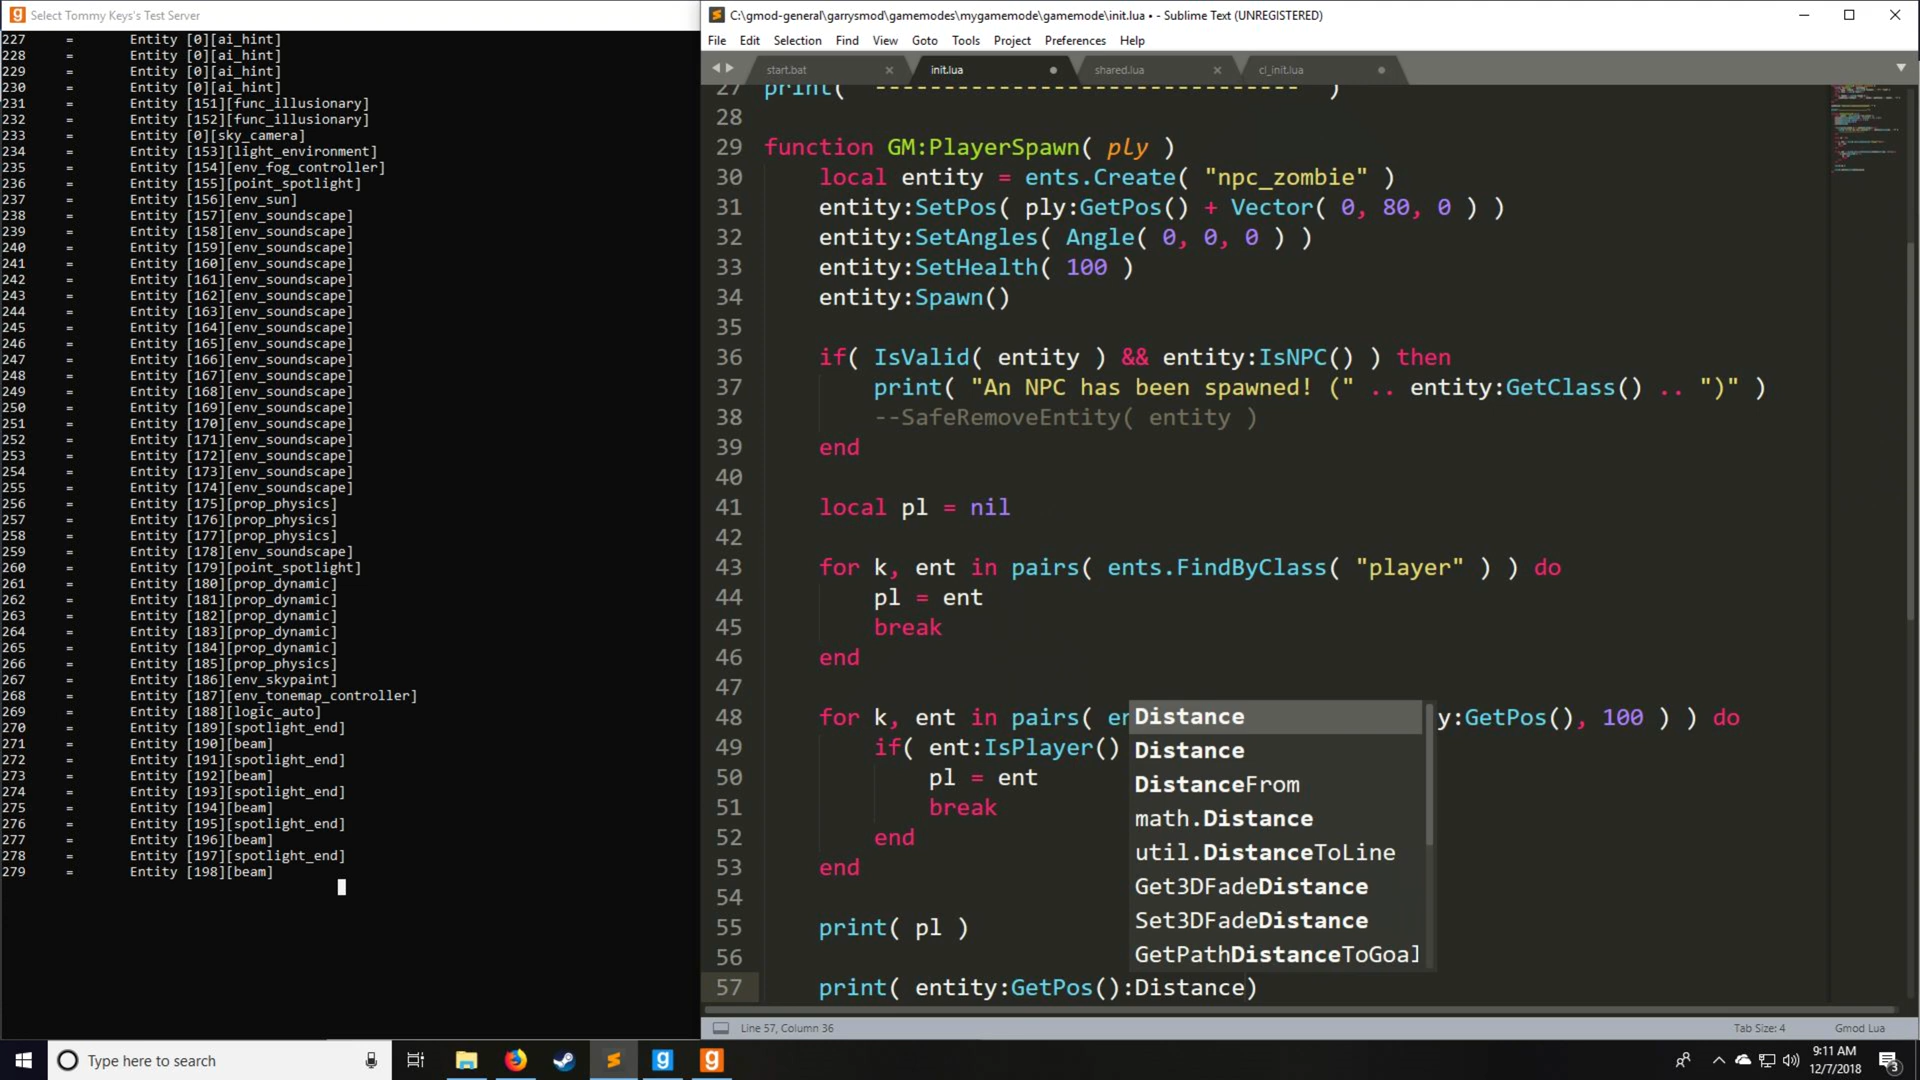 Select Tommy Keys's Test Server
227 = Entity [0][ai_hint]
228 = Entity [0][ai_hint]
229 = Entity [0][ai_hint]
230 = Entity [0][ai_hint]
231 = Entity [151][func_illusionary]
232 = Entity [152][func_illusionary]
233 = Entity [0][sky_camera]
234 = Entity [153][light_environment]
235 = Entity [154][env_fog_controller]
236 = Entity [155][point_spotlight]
237 = Entity [156][env_sun]
238 = Entity [157][env_soundscape]
239 = Entity [158][env_soundscape]
240 = Entity [159][env_soundscape]
241 = Entity [160][env_soundscape]
242 = Entity [161][env_soundscape]
243 = Entity [162][env_soundscape]
244 = Entity [163][env_soundscape]
245 = Entity [164][env_soundscape]
246 = Entity [165][env_soundscape]
247 = Entity [166][env_soundscape]
248 = Entity [167][env_soundscape]
249 = Entity [168][env_soundscape]
250 = Entity [169][env_soundscape]
251 = Entity [170][env_soundscape]
252 = Entity [171][env_soundscape]
253 = Entity [172][env_soundscape]
254 = Entity [173][env_soundscape]
255 = Entity [174][env_soundscape]
256 = Entity [175][prop_physics]
257 = Entity [176][prop_physics]
258 = Entity [177][prop_physics]
259 = Entity [178][env_soundscape]
260 = Entity [179][point_spotlight]
261 = Entity [180][prop_dynamic]
262 = Entity [181][prop_dynamic]
263 = Entity [182][prop_dynamic]
264 = Entity [183][prop_dynamic]
265 = Entity [184][prop_dynamic]
266 = Entity [185][prop_physics]
267 = Entity [186][env_skypaint]
268 = Entity [187][env_tonemap_controller]
269 = Entity [188][logic_auto]
270 = Entity [189][spotlight_end]
271 = Entity [190][beam]
272 = Entity [191][spotlight_end]
273 = Entity [192][beam]
274 = Entity [193][spotlight_end]
275 = Entity [194][beam]
276 = Entity [195][spotlight_end]
277 = Entity [196][beam]
278 = Entity [197][spotlight_end]
279 = Entity [198][beam]
C:\gmod-general\garrysmod\gamemodes\mygamemode\gamemode\init.lua • - Sublime Text (UNREGISTERED)
File Edit Selection Find View Goto Tools Project Preferences Help
start.bat init.lua shared.lua cl_init.lua
27 print( "------------------------------" )
28
29 function GM:PlayerSpawn( ply )
30 local entity = ents.Create( "npc_zombie" )
31 entity:SetPos( ply:GetPos() + Vector( 0, 80, 0 ) )
32 entity:SetAngles( Angle( 0, 0, 0 ) )
33 entity:SetHealth( 100 )
34 entity:Spawn()
35
36 if( IsValid( entity ) && entity:IsNPC() ) then
37 print( "An NPC has been spawned! (" .. entity:GetClass() .. ")" )
38 --SafeRemoveEntity( entity )
39 end
40
41 local pl = nil
42
43 for k, ent in pairs( ents.FindByClass( "player" ) ) do
44 pl = ent
45 break
46 end
47
48 for k, ent in pairs( en y:GetPos(), 100 ) ) do
49 if( ent:IsPlayer()
50 pl = ent
51 break
52 end
53 end
54
55 print( pl )
56
57 print( entity:GetPos():Distance)
Distance
Distance
DistanceFrom
math.Distance
util.DistanceToLine
Get3DFadeDistance
Set3DFadeDistance
GetPathDistanceToGoal
Line 57, Column 36 Tab Size: 4 Gmod Lua
Type here to search
9:11 AM
12/7/2018
3